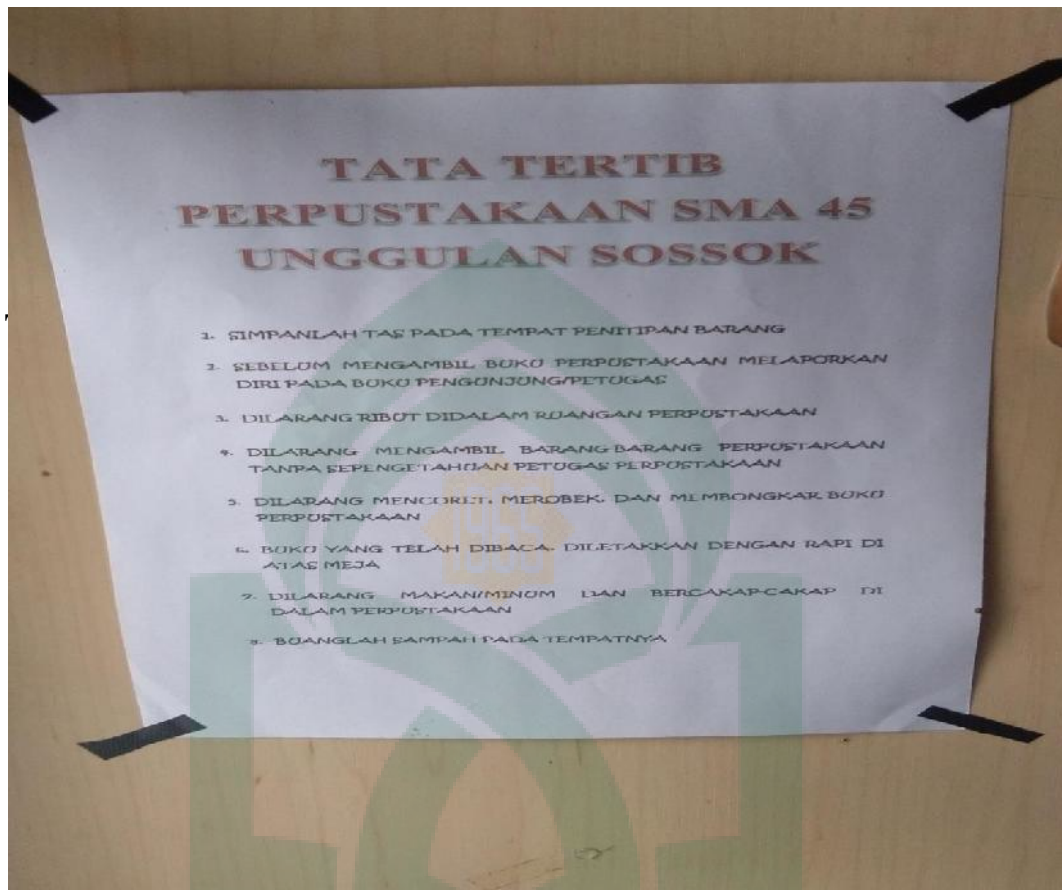 TATA TERTIB
PERPUSTAKAAN SMA 45
UNGGULAN SOSSOK
1. SIMPANLAH TAS PADA TEMPAT PENITIPAN BARANG
2. SEBELUM MENGAMBIL BUKU PERPUSTAKAAN MELAPORKAN
DIRI PADA BUKU PENGUNJUNG/PETUGAS
3. DILARANG RIBUT DIDALAM RUANGAN PERPUSTAKAAN
4. DILARANG MENGAMBIL BARANG-BARANG PERPUSTAKAAN
TANPA SEPENGETAHUAN PETUGAS PERPUSTAKAAN
5. DILARANG MENCORET, MEROBEK, DAN MEMBONGKAR BUKU
PERPUSTAKAAN
6. BUKU YANG TELAH DIBACA, DILETAKKAN DENGAN RAPI DI
ATAS MEJA
7. DILARANG MAKAN/MINUM DAN BERCAKAP-CAKAP DI
DALAM PERPUSTAKAAN
8. BUANGLAH SAMPAH PADA TEMPATNYA